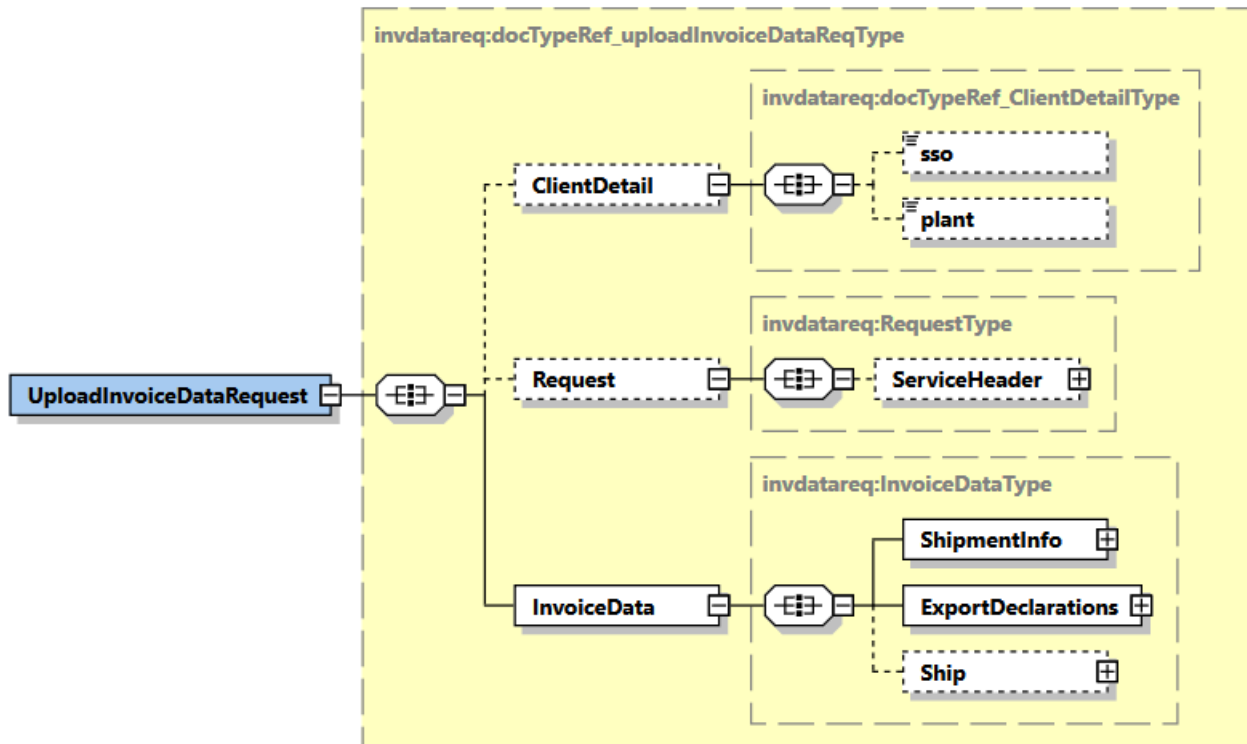 invdatareq:docTypeRef_uploadInvoiceDataReqType
invdatareq:docTypeRef_ClientDetailType
sso
ClientDetail
plant
invdatareq:RequestType
Request
ServiceHeader
UploadInvoiceDataRequest
invdatareq:InvoiceDataType
ShipmentInfo
InvoiceData
ExportDeclarations
Ship